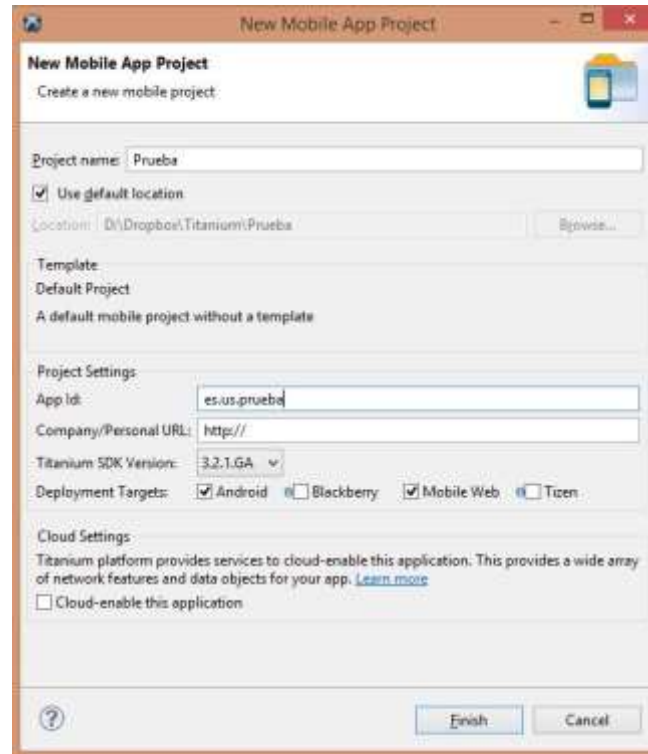 New Mobile App Project
New Mobile App Project
Create a new mobile project
Project name: Prueba
Use default location
Location: D:\Dropbox\Titanium\Prueba Browse...
Template
Default Project
A default mobile project without a template
Project Settings
App Id: es.us.prueba
Company/Personal URL: http://
Titanium SDK Version: 3.2.1.GA
Deployment Targets: Android Blackberry Mobile Web Tizen
Cloud Settings
Titanium platform provides services to cloud-enable this application. This provides a wide array
of network features and data objects for your app. Learn more
Cloud-enable this application
Finish Cancel